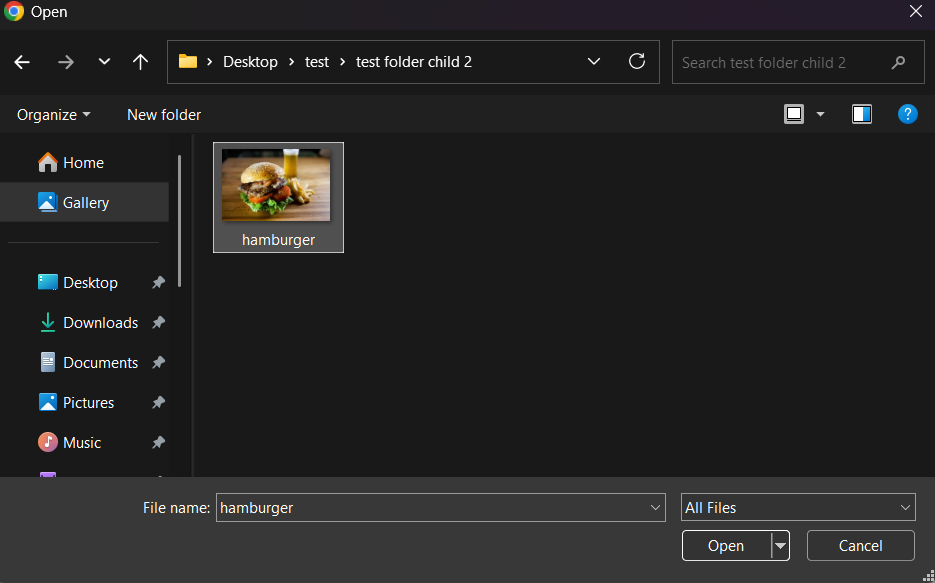 Open
Desktop > test > test folder child 2
Search test folder child 2
Organize
New folder
?
Home
Gallery
Desktop
Downloads
Documents
Pictures
Music
hamburger
File name: hamburger
All Files
Open
Cancel